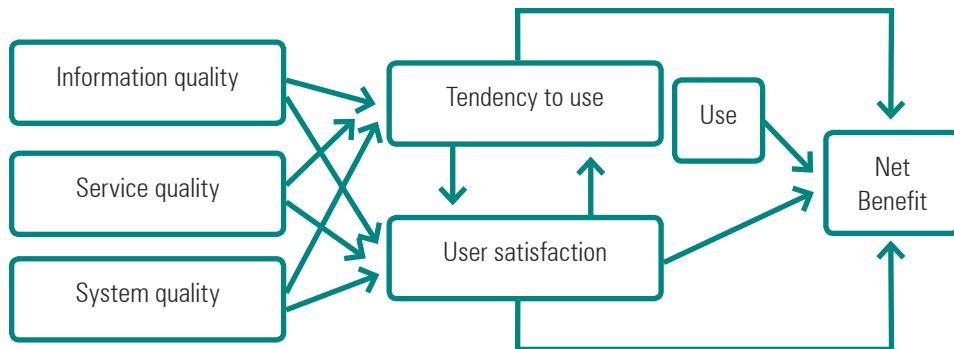 Information quality
Service quality
System quality
Tendency to use
User satisfaction
Use
Net
Benefit